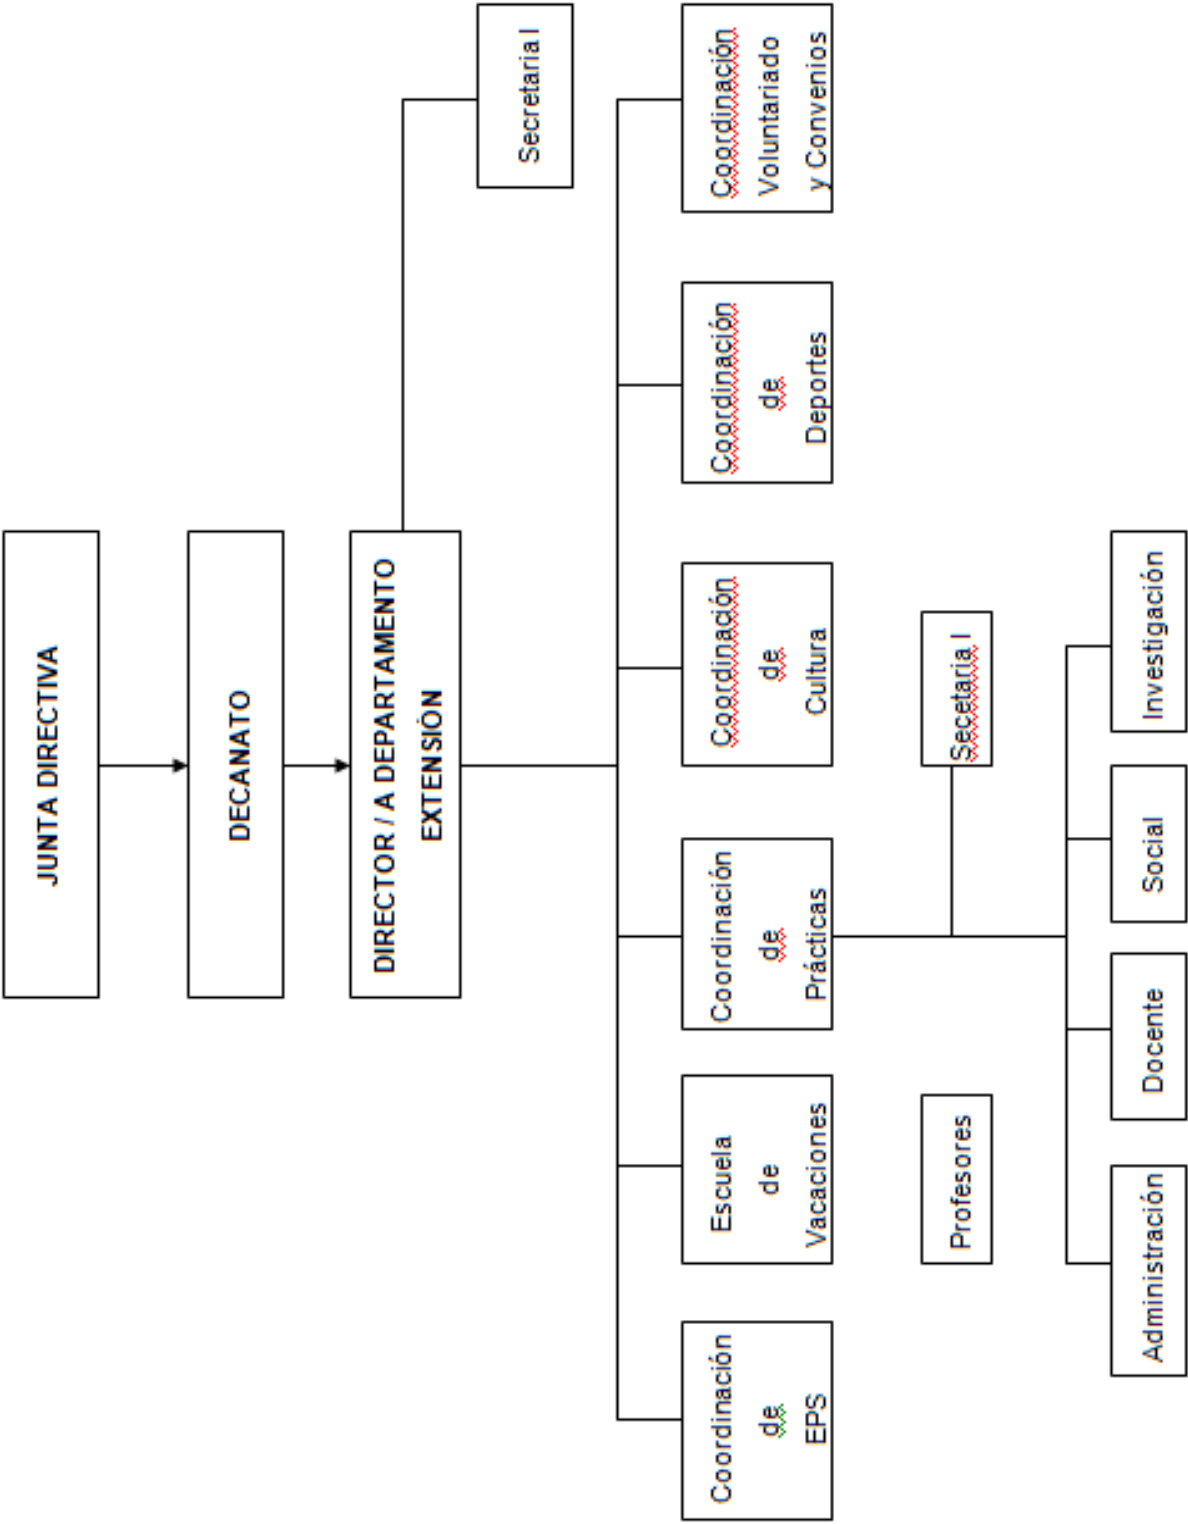 JUNTA DIRECTIVA
DECANATO
DIRECTOR / A DEPARTAMENTO
EXTENSIÓN
Secretaria I
Coordinación
de
EPS
Escuela
de
Vacaciones
Coordinación
de
Prácticas
Coordinación
de
Cultura
Coordinación
de
Deportes
Coordinación
Voluntariado
y Convenios
Profesores
Secetaria I
Administración
Docente
Social
Investigación